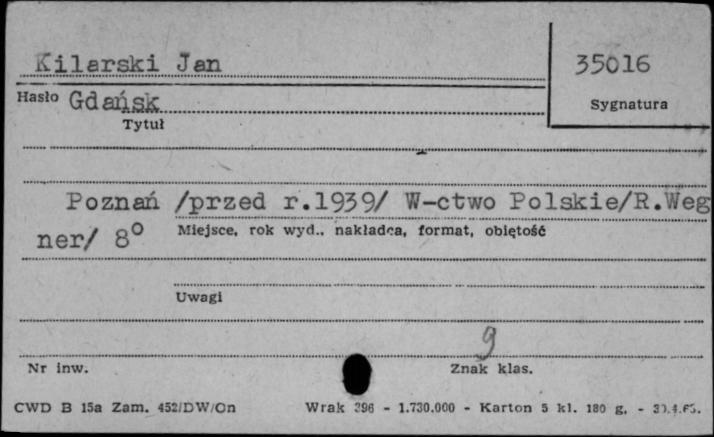 Kilarski Jan
35016
Hasło Gdańsk
Sygnatura
Tytuł
Poznań /przed r.1939/ W-ctwo Polskie/R.Weg
ner/ 8°
Miejsce, rok wyd., nakładca, format, objętość
Uwagi
9
Nr inw.
Znak klas.
CWD B 15a Zam. 452/DW/On Wrak 396 - 1.730.000 - Karton 5 kl. 180 g. -